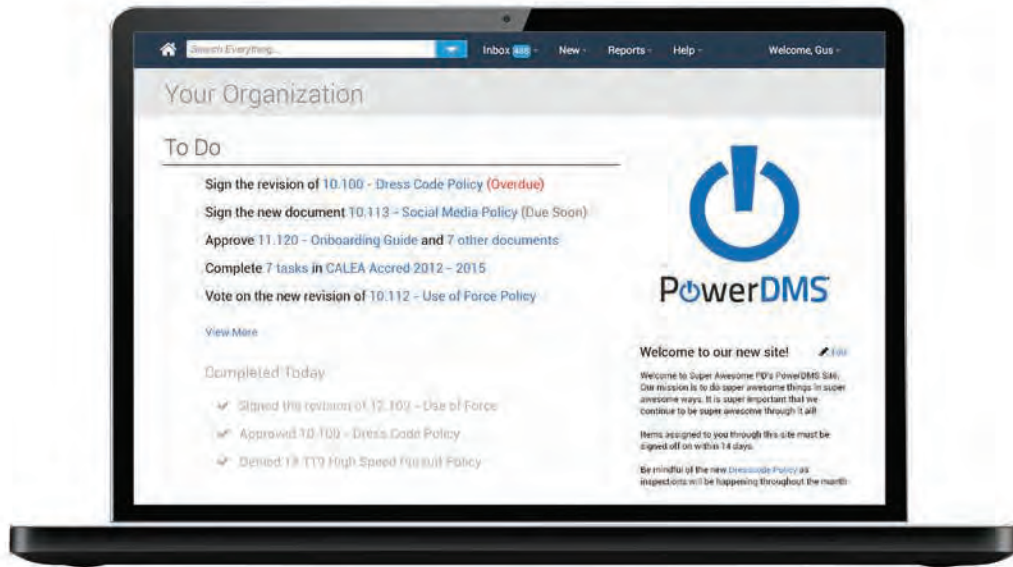 Search Everything...
Inbox 488 New Reports Help Welcome, Gus
Your Organization
To Do
Sign the revision of 10.100 - Dress Code Policy (Overdue)
Sign the new document 10.113 - Social Media Policy (Due Soon)
Approve 11.120 - Onboarding Guide and 7 other documents
Complete 7 tasks in CALEA Accred 2012 - 2015
Vote on the new revision of 10.112 - Use of Force Policy
View More
Completed Today
Signed the revision of 12.109 - Use of Force
Approved 10.100 - Dress Code Policy
Denied High Speed Pursuit Policy
PowerDMS
Welcome to our new site! Edit
Welcome to Super Awesome PD's PowerDMS Site.
Our mission is to do super awesome things in super
awesome ways. It is super important that we
continue to be super awesome through it all!
Items assigned to you through this site must be
signed off on within 14 days.
Be mindful of the new Dresscode Policy as
inspections will be happening throughout the month